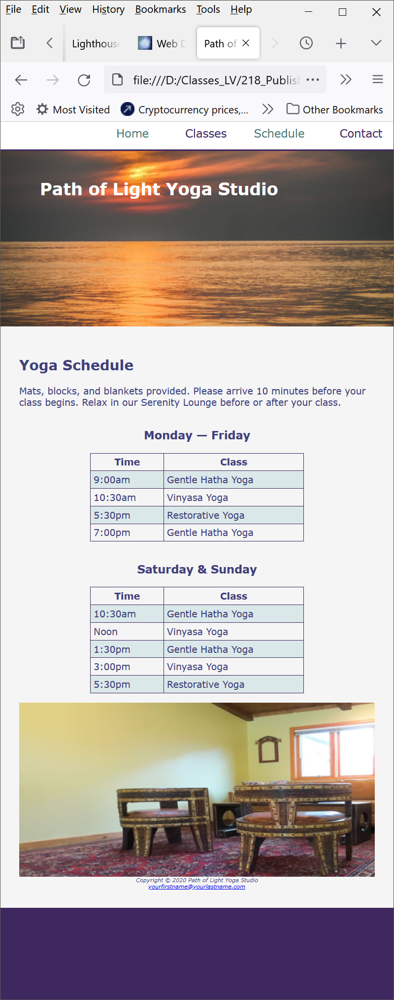 File Edit View History Bookmarks Tools Help
Lighthouse Web D Path of
file:///D:/Classes_LV/218_Publish
Most Visited Cryptocurrency prices,... Other Bookmarks
Home Classes Schedule Contact
Path of Light Yoga Studio
Yoga Schedule
Mats, blocks, and blankets provided. Please arrive 10 minutes before your
class begins. Relax in our Serenity Lounge before or after your class.
Monday — Friday
Time Class
9:00am Gentle Hatha Yoga
10:30am Vinyasa Yoga
5:30pm Restorative Yoga
7:00pm Gentle Hatha Yoga
Saturday & Sunday
Time Class
10:30am Gentle Hatha Yoga
Noon Vinyasa Yoga
1:30pm Gentle Hatha Yoga
3:00pm Vinyasa Yoga
5:30pm Restorative Yoga
Copyright © 2020 Path of Light Yoga Studio
yourfirstname@yourlastname.com